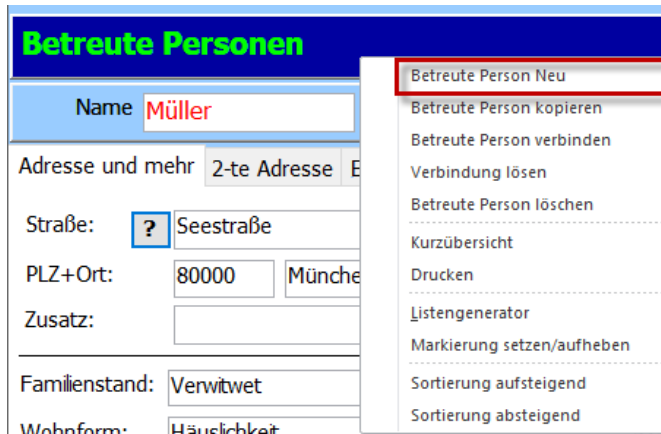 Betreute Personen
Name Müller
Adresse und mehr 2-te Adresse E
Straße: ? Seestraße
PLZ+Ort: 80000 Münche
Zusatz:
Familienstand: Verwitwet
Wohnform: Häuslichkeit
Betreute Person Neu
Betreute Person kopieren
Betreute Person verbinden
Verbindung lösen
Betreute Person löschen
Kurzübersicht
Drucken
Listengenerator
Markierung setzen/aufheben
Sortierung aufsteigend
Sortierung absteigend